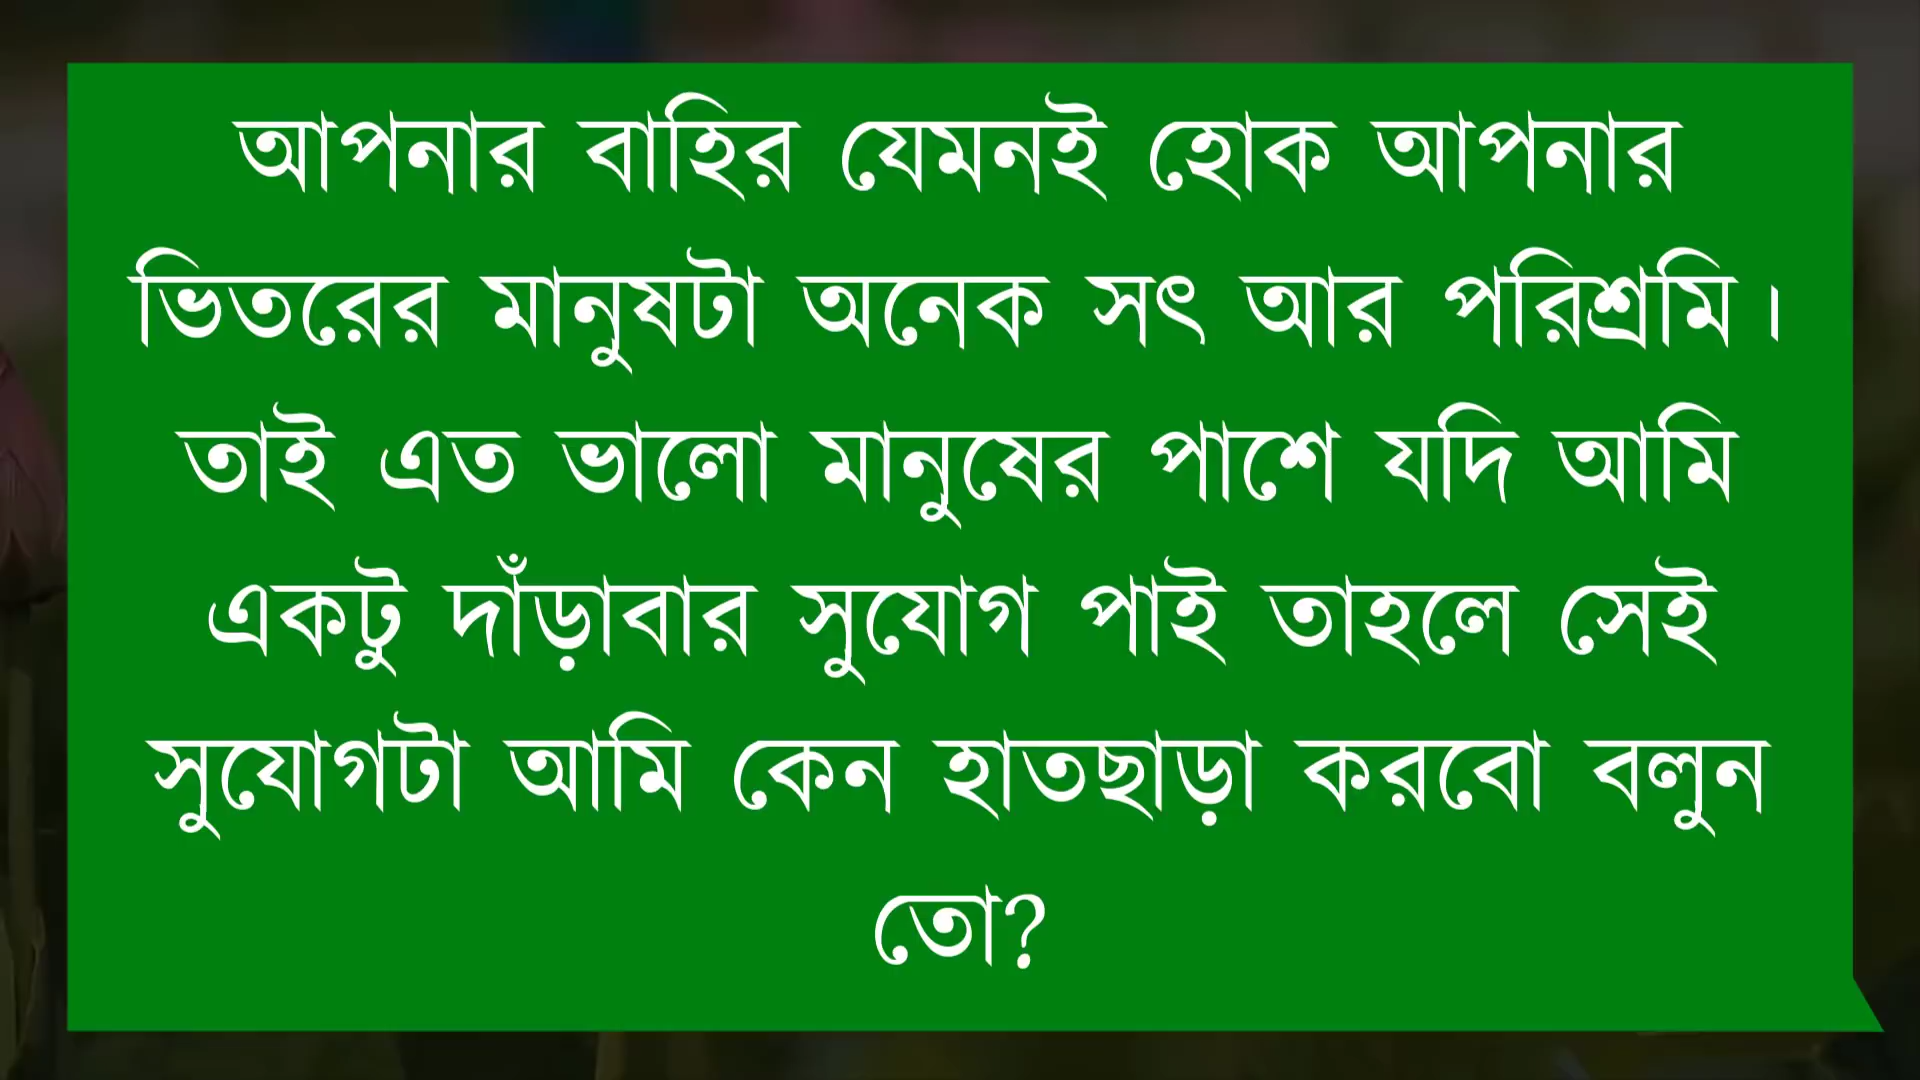 আপনার বাহির যেমনই হোক আপনার
ভিতরের মানুষটা অনেক সৎ আর পরিশ্রমি।
তাই এত ভালো মানুষের পাশে যদি আমি
একটু দাঁড়াবার সুযোগ পাই তাহলে সেই
সুযোগটা আমি কেন হাতছাড়া করবো বলুন
তো?